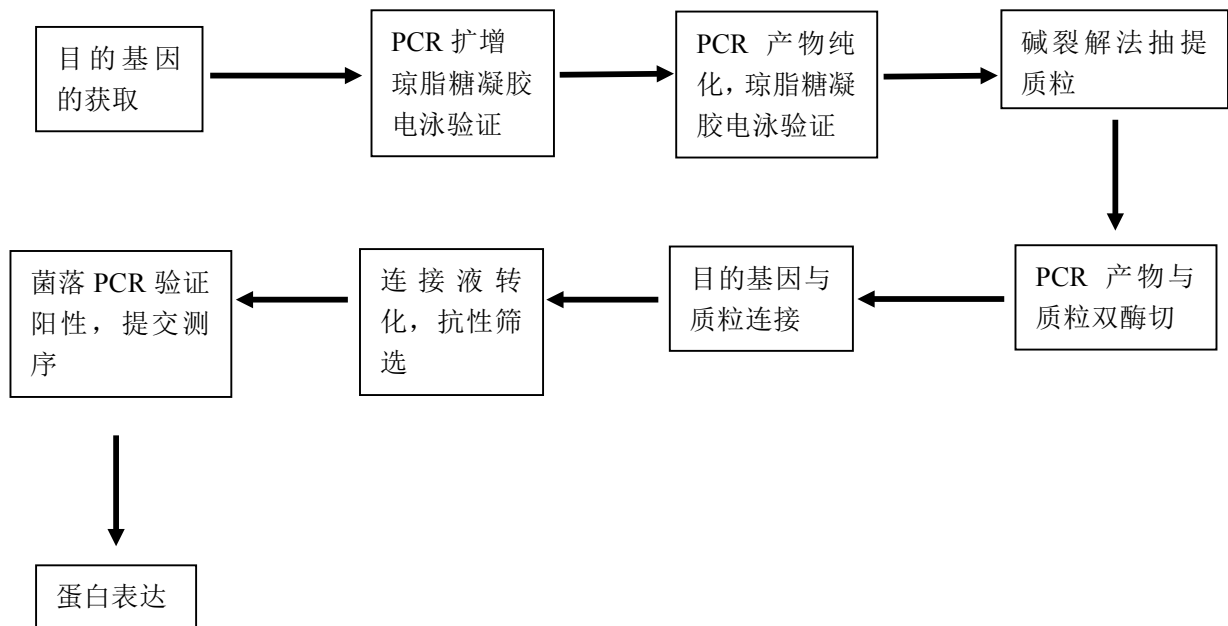 目的基因
的获取
PCR 扩增
琼脂糖凝胶
电泳验证
PCR 产物纯
化，琼脂糖凝
胶电泳验证
碱裂解法抽提
质粒
PCR 产物与
质粒双酶切
目的基因与
质粒连接
连接液转
化，抗性筛
选
菌落 PCR 验证
阳性，提交测
序
蛋白表达